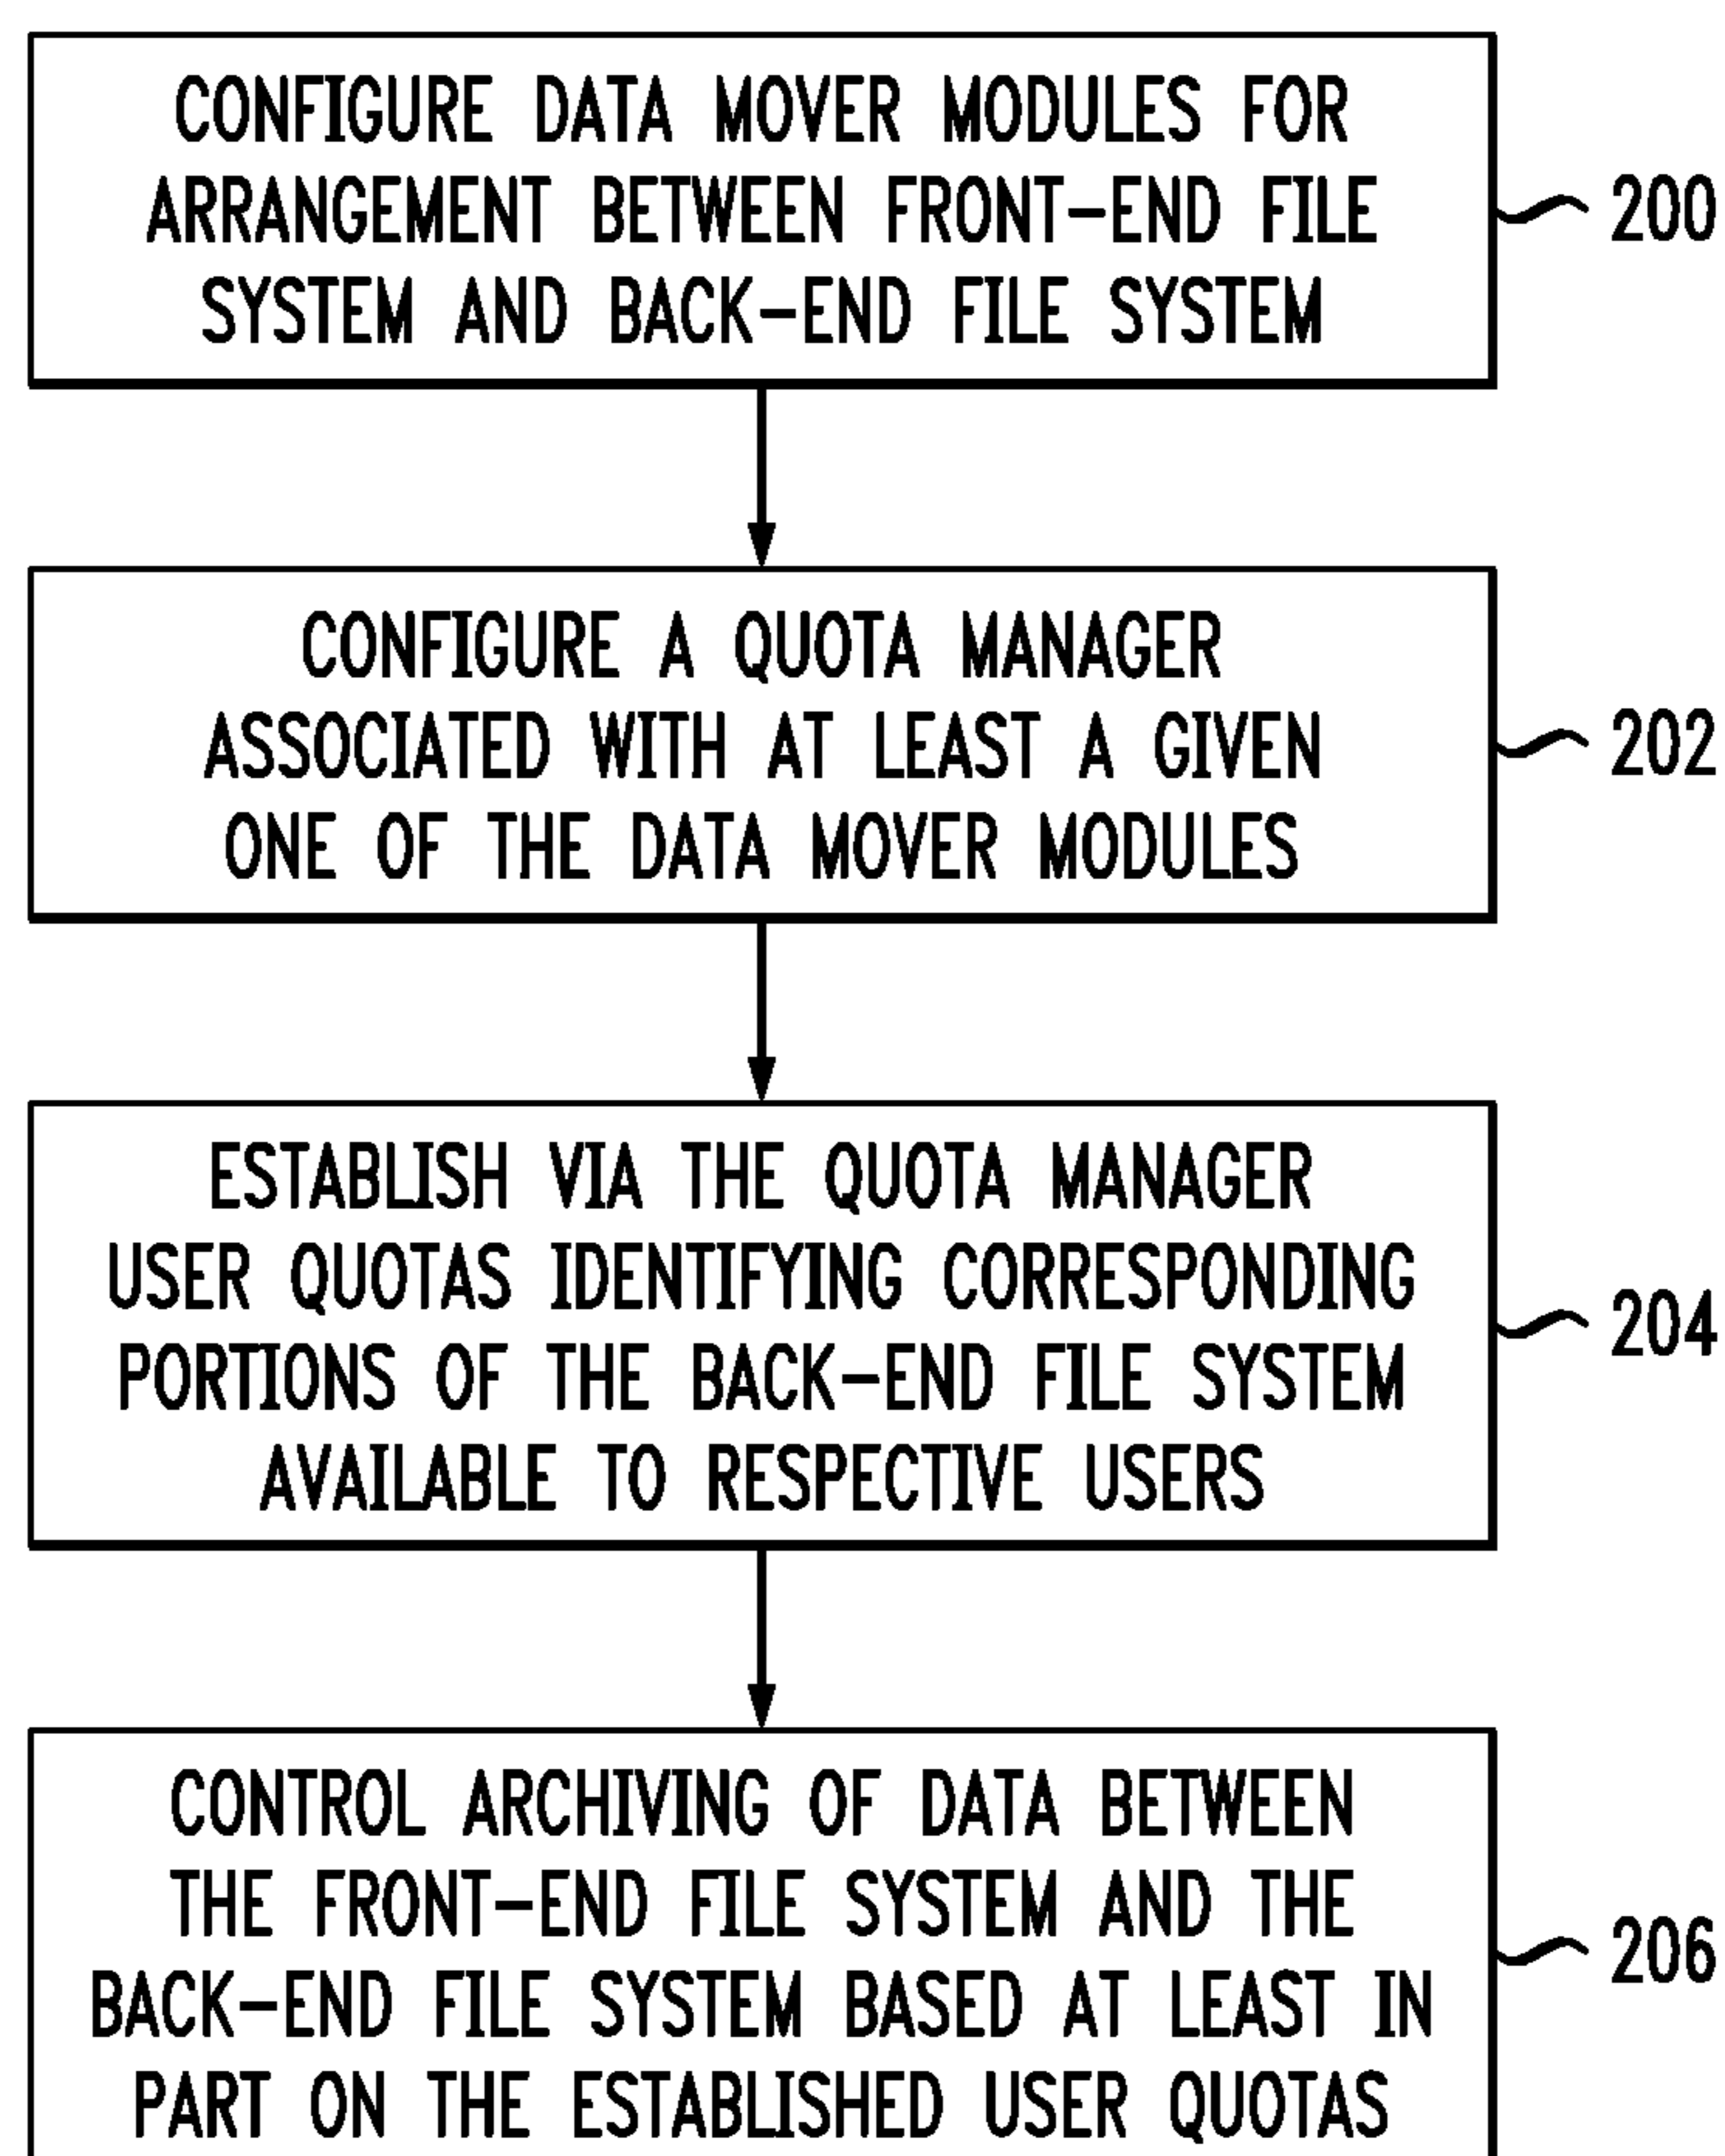 CONFIGURE DATA MOVER MODULES FOR
ARRANGEMENT BETWEEN FRONT-END FILE
SYSTEM AND BACK-END FILE SYSTEM
200
CONFIGURE A QUOTA MANAGER
ASSOCIATED WITH AT LEAST A GIVEN
ONE OF THE DATA MOVER MODULES
202
ESTABLISH VIA THE QUOTA MANAGER
USER QUOTAS IDENTIFYING CORRESPONDING
PORTIONS OF THE BACK-END FILE SYSTEM
AVAILABLE TO RESPECTIVE USERS
204
CONTROL ARCHIVING OF DATA BETWEEN
THE FRONT-END FILE SYSTEM AND THE
BACK-END FILE SYSTEM BASED AT LEAST IN
PART ON THE ESTABLISHED USER QUOTAS
206